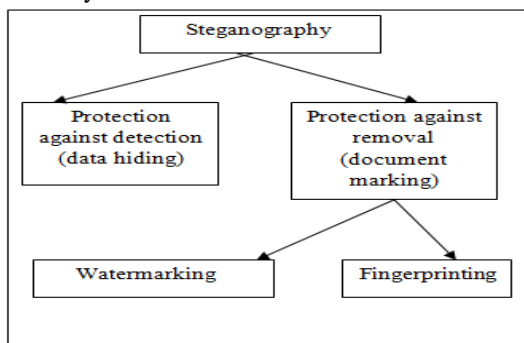 Steganography
Protection
against detection
(data hiding)
Protection against
removal
(document
marking)
Watermarking
Fingerprinting